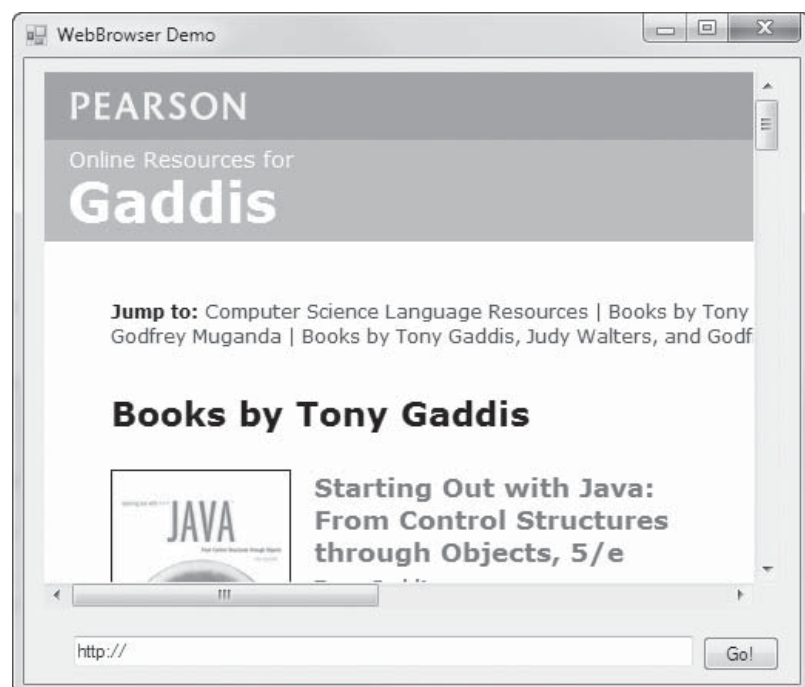 WebBrowser Demo
PEARSON
Online Resources for
Gaddis
Jump to: Computer Science Language Resources | Books by Tony
Godfrey Muganda | Books by Tony Gaddis, Judy Walters, and Godf
Books by Tony Gaddis
JAVA
Starting Out with Java:
From Control Structures
through Objects, 5/e
http://
Go!